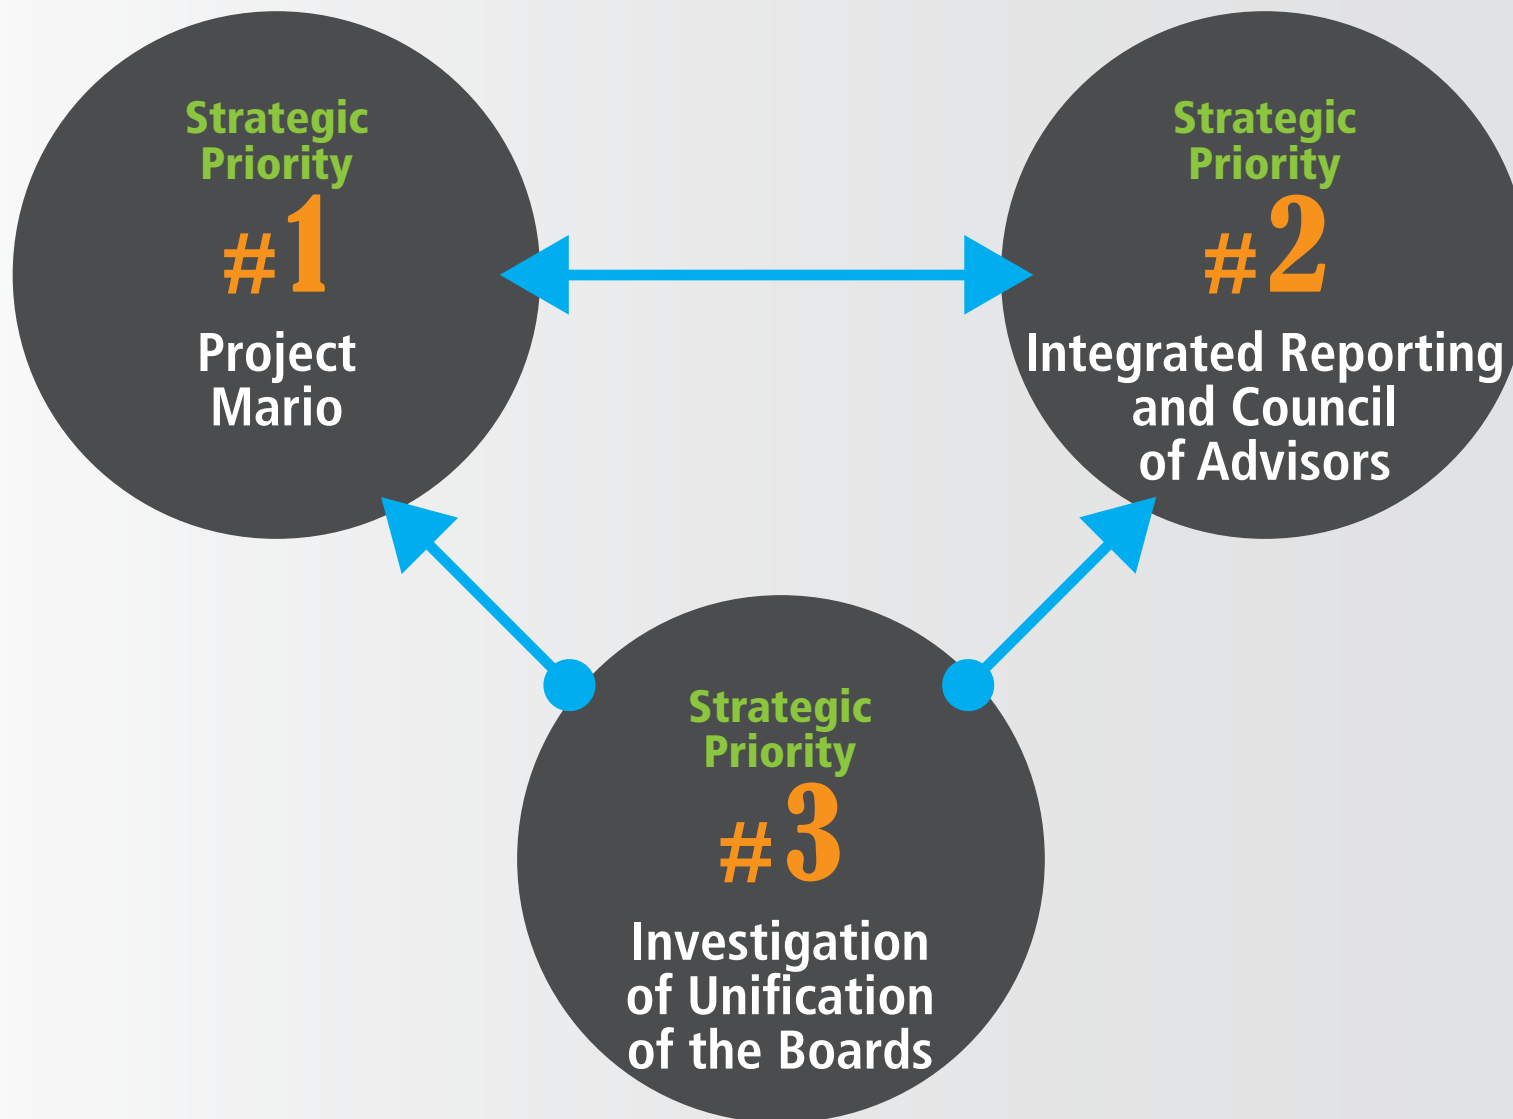 Strategic
Priority
#1
Project
Mario
Strategic
Priority
#2
Integrated Reporting
and Council
of Advisors
Strategic
Priority
#3
Investigation
of Unification
of the Boards